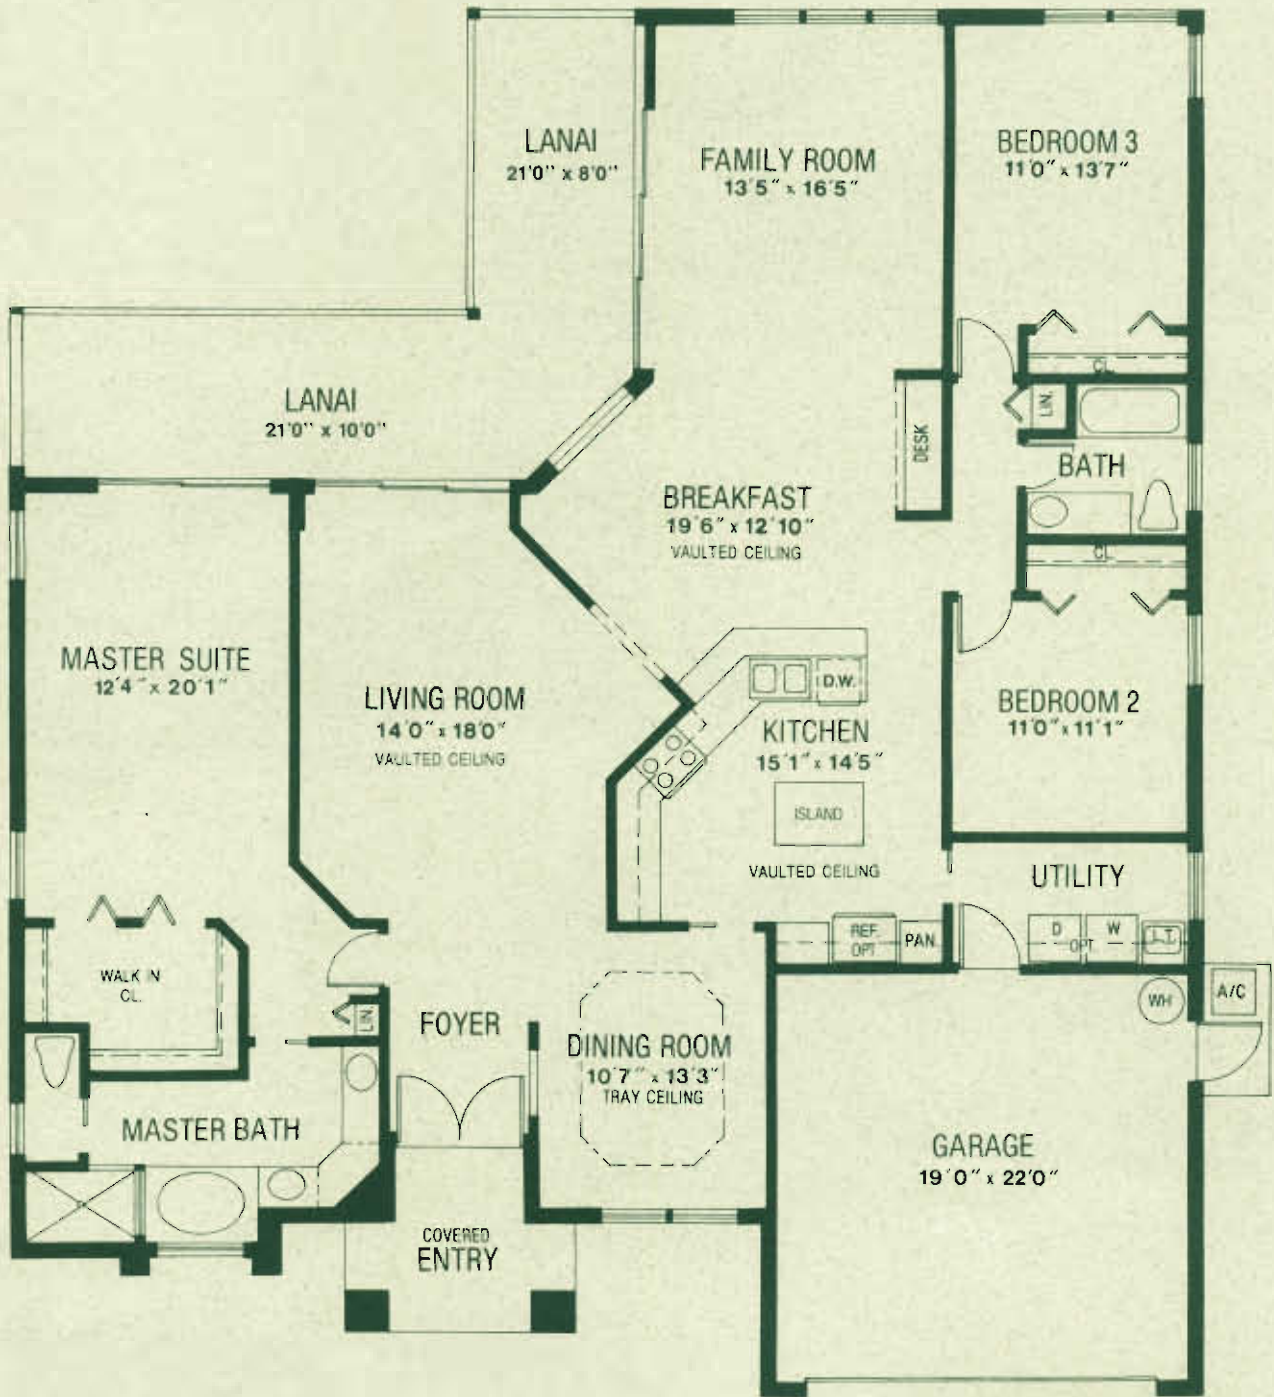 LANAI
21'0" x 8'0"
FAMILY ROOM
13'5" x 16'5"
BEDROOM 3
11'0" x 13'7"
CL.
LANAI
21'0" x 10'0"
LIN.
DESK
BATH
BREAKFAST
19'6" x 12'10"
VAULTED CEILING
CL.
MASTER SUITE
12'4" x 20'1"
LIVING ROOM
14'0" x 18'0"
VAULTED CEILING
D.W.
KITCHEN
15'1" x 14'5"
BEDROOM 2
11'0" x 11'1"
ISLAND
VAULTED CEILING
UTILITY
REF.
OPT
PAN.
D
W
OPT
L.T.
WALK IN
CL.
WH
A/C
LIN.
FOYER
DINING ROOM
10'7" x 13'3"
TRAY CEILING
MASTER BATH
GARAGE
19'0" x 22'0"
COVERED
ENTRY